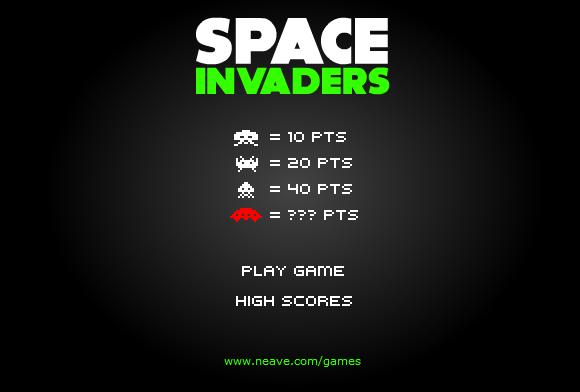 SPACE
INVADERS
= 10 PTS
= 20 PTS
= 40 PTS
= ??? PTS
PLAY GAME
HIGH SCORES
www.neave.com/games